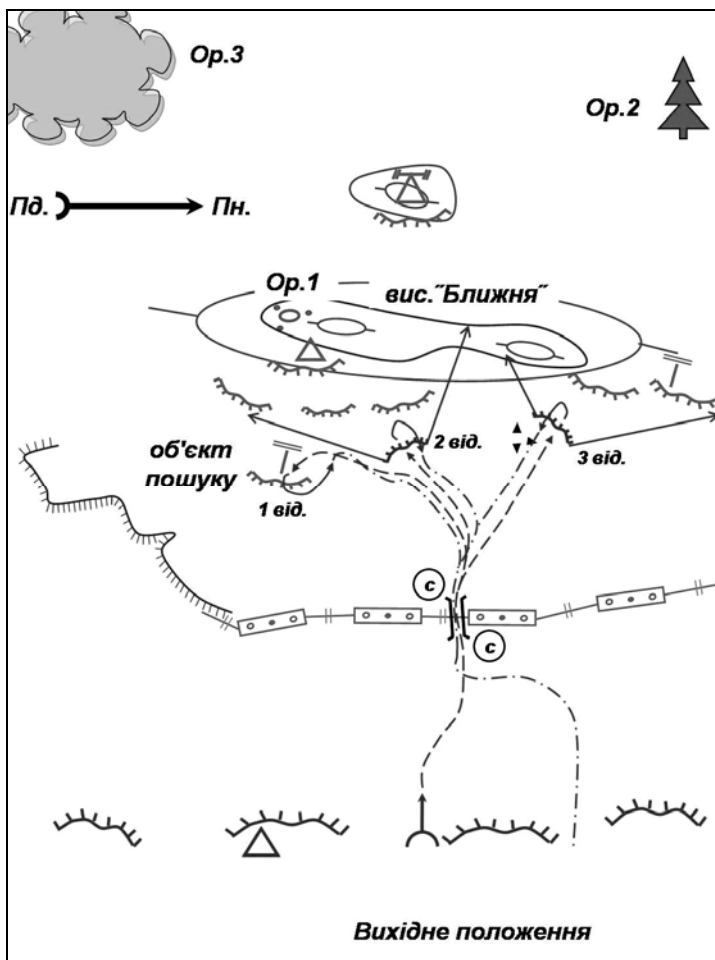 Ор.3
Ор.2
Пд. Пн.
Ор.1
вис.˝Ближня˝
2 від.
3 від.
об'єкт
пошуку
1 від.
с
с
Вихідне положення